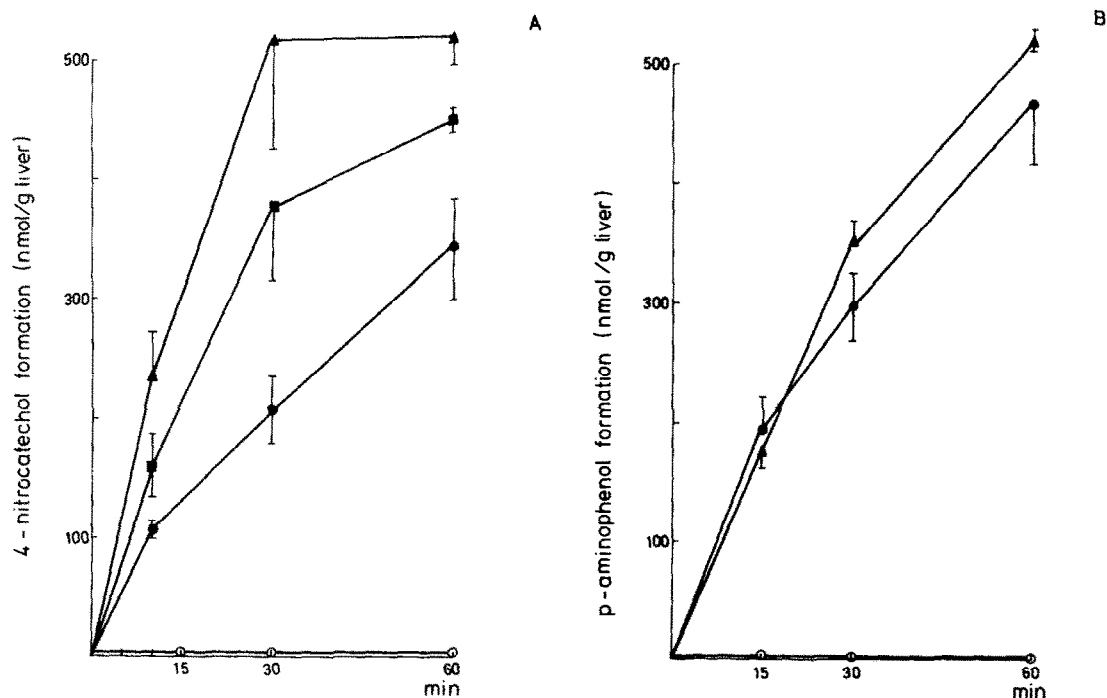 A
4 - nitrocatechol formation (nmol/g liver)
500
300
100
15 30 60
min
B
p-aminophenol formation (nmol/g liver)
500
300
100
15 30 60
min